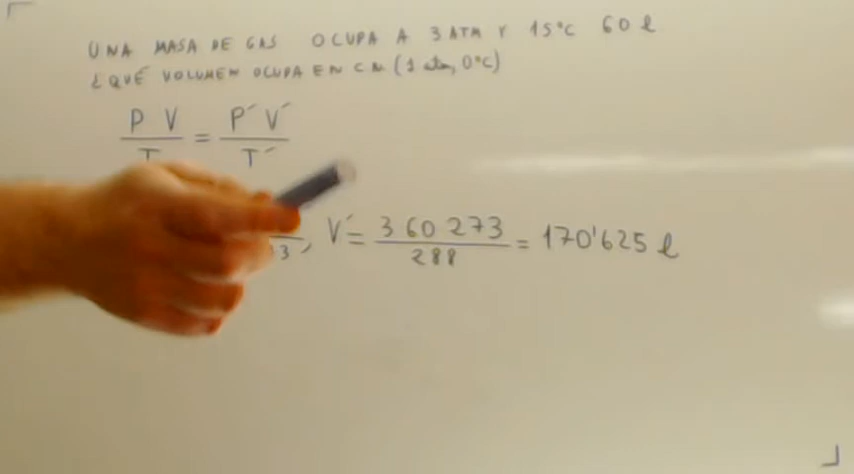 UNA MASA DE GAS OCUPA A 3 ATM Y 15°C 60 l
¿QUÉ VOLUMEN OCUPA EN C N (1 atm, 0°C)
P V / T = P´ V´ / T´
3 , V´= 3 60 273 / 288 = 170'625 l